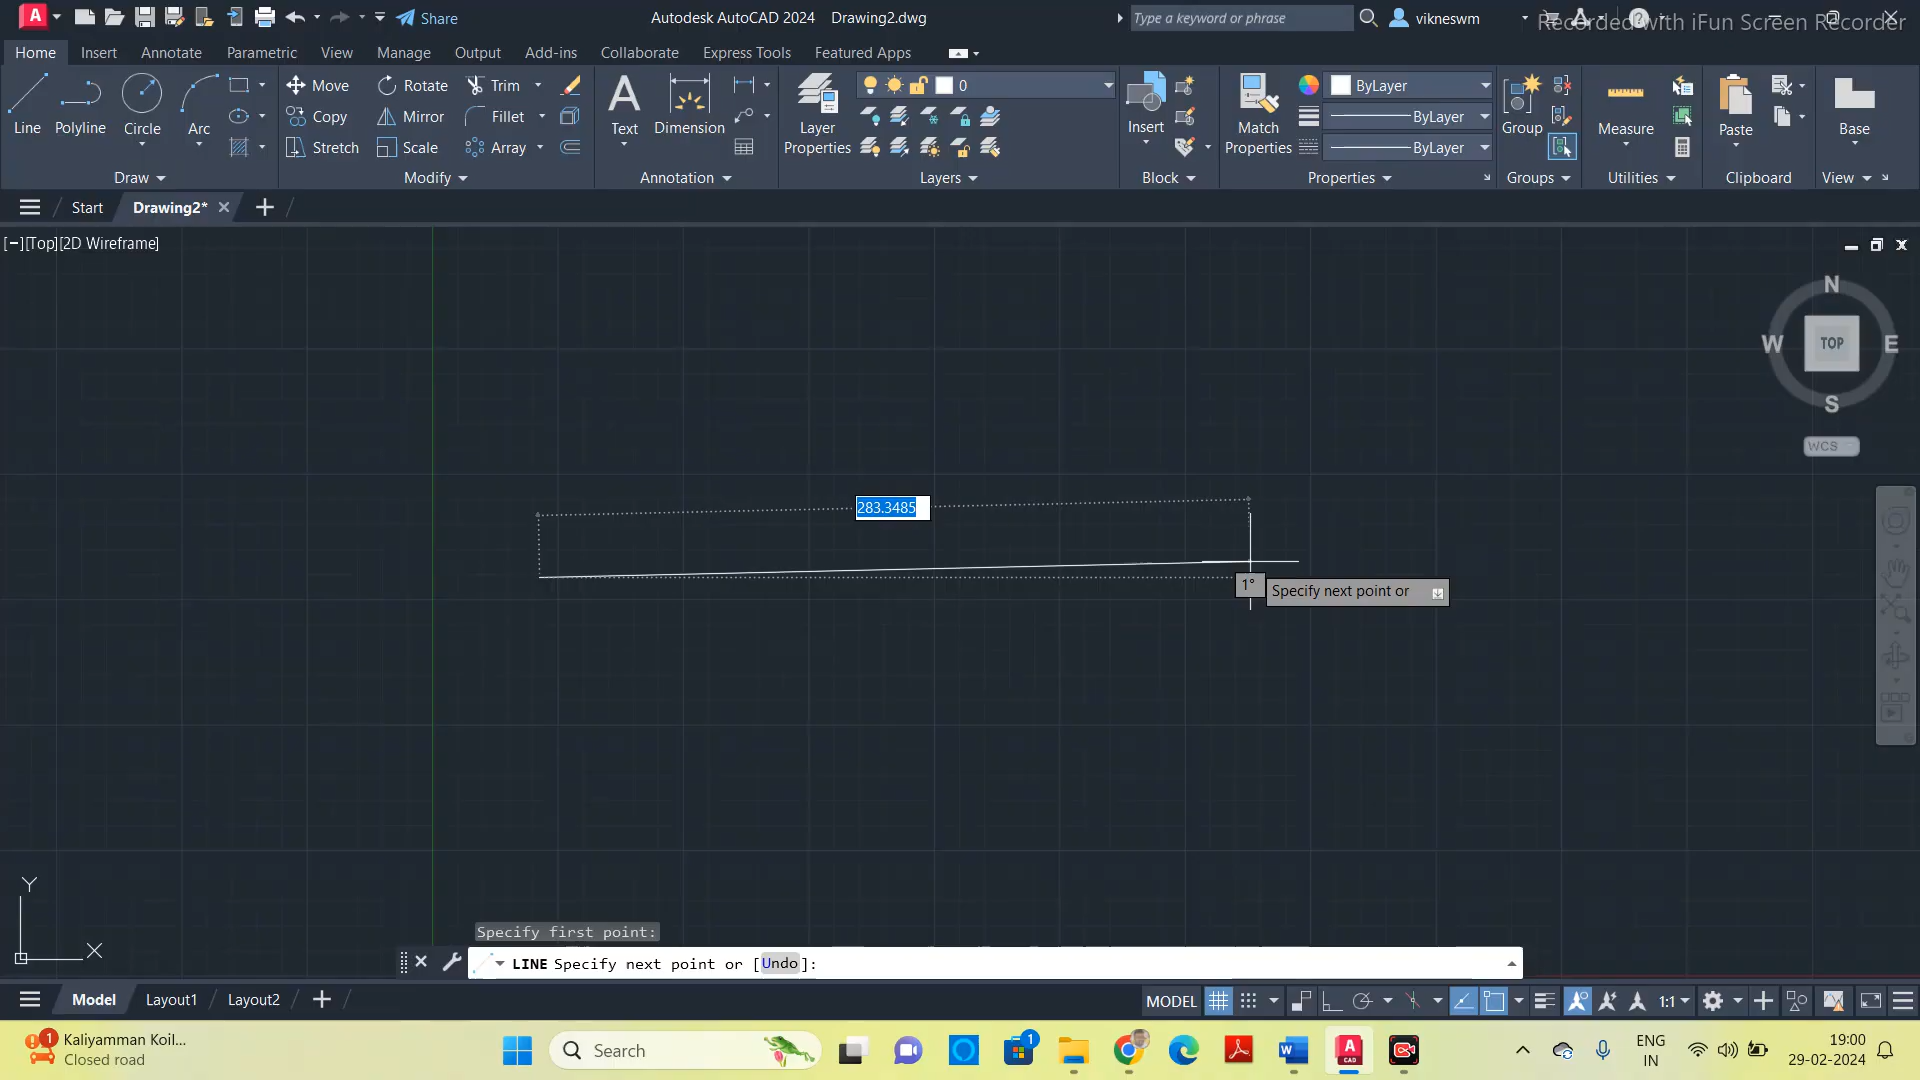 Share
Autodesk AutoCAD 2024 Drawing2.dwg
Type a keyword or phrase
vikneswm
Recorded with iFun Screen Recorder
Home Insert Annotate Parametric View Manage Output Add-ins Collaborate Express Tools Featured Apps
Line Polyline Circle Arc
Move Rotate Trim
Copy Mirror Fillet
Stretch Scale Array
Text Dimension
Layer Properties
0
Insert
Match Properties
ByLayer
ByLayer
ByLayer
Group
Measure
Paste
Base
Draw Modify Annotation Layers Block Properties Groups Utilities Clipboard View
Start Drawing2*
[−][Top][2D Wireframe]
N
W TOP E
S
WCS
283.3485
1° Specify next point or
Y
X
Specify first point:
LINE Specify next point or [Undo]:
Model Layout1 Layout2
MODEL 1:1
1 Kaliyamman Koil...
Closed road
Search
1
CAD
ENG
IN
19:00
29-02-2024